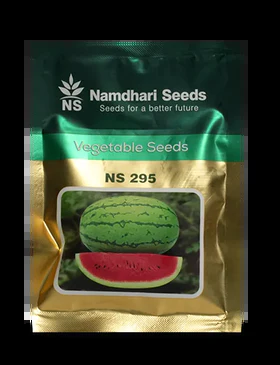 NS
Namdhari Seeds
Seeds for a better future
Vegetable Seeds
NS 295